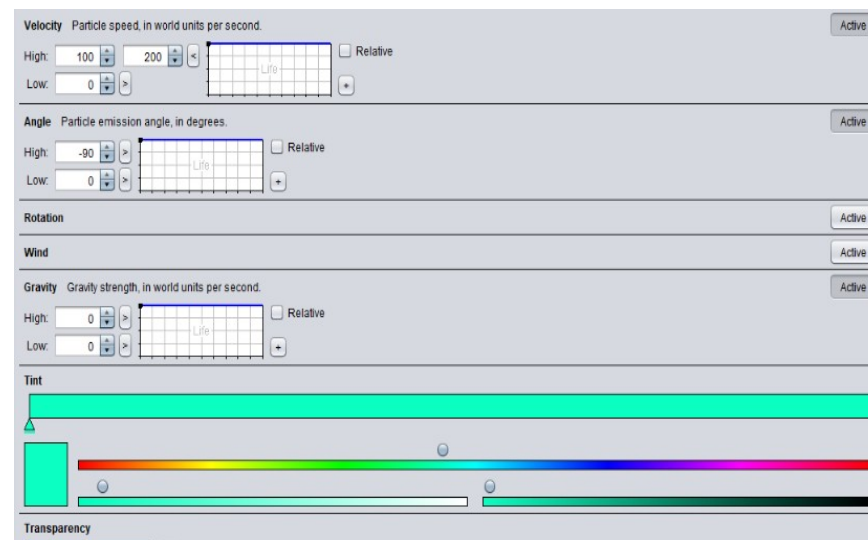 Velocity Particle speed, in world units per second. Active
High: 100 200 < Life Relative
Low: 0 > +
Angle Particle emission angle, in degrees. Active
High: -90 > Life Relative
Low: 0 > +
Rotation Active
Wind Active
Gravity Gravity strength, in world units per second. Active
High: 0 > Life Relative
Low: 0 > +
Tint
Transparency